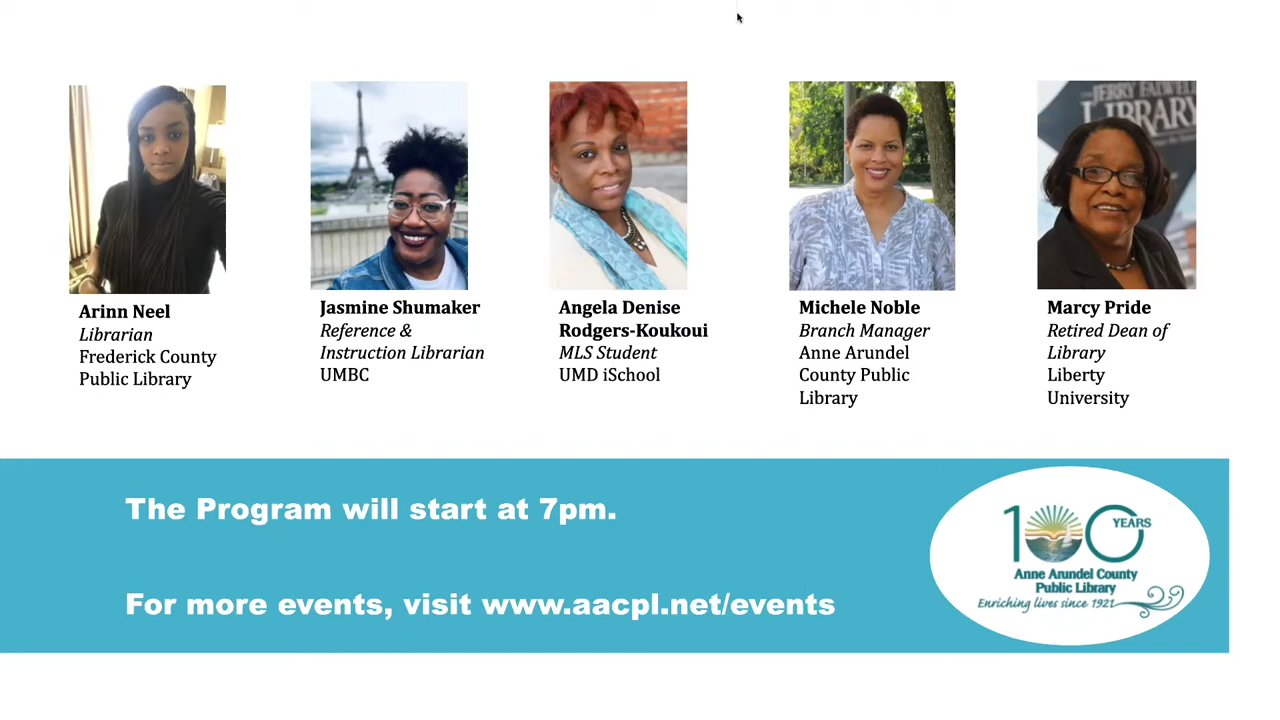 JERRY FALWELL
LIBRARY
Arinn Neel
Librarian
Frederick County
Public Library
Jasmine Shumaker
Reference &
Instruction Librarian
UMBC
Angela Denise
Rodgers-Koukoui
MLS Student
UMD iSchool
Michele Noble
Branch Manager
Anne Arundel
County Public
Library
Marcy Pride
Retired Dean of
Library
Liberty
University
The Program will start at 7pm.
For more events, visit www.aacpl.net/events
100 YEARS
Anne Arundel County
Public Library
Enriching lives since 1921